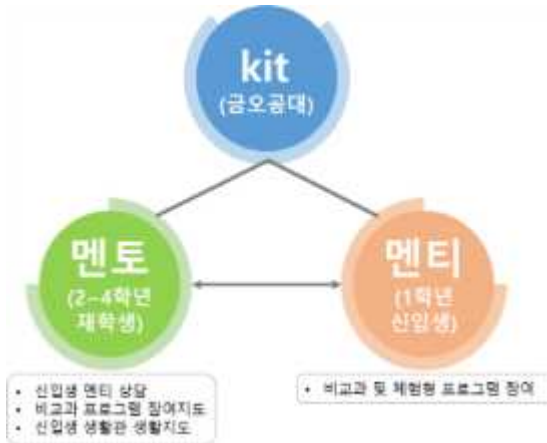 kit
(금오공대)
멘토
(2~4학년
재학생)
멘티
(1학년
신입생)
• 신입생 멘티 상담
• 비교과 프로그램 참여지도
• 신입생 생활관 생활지도
• 비교과 및 체험형 프로그램 참여